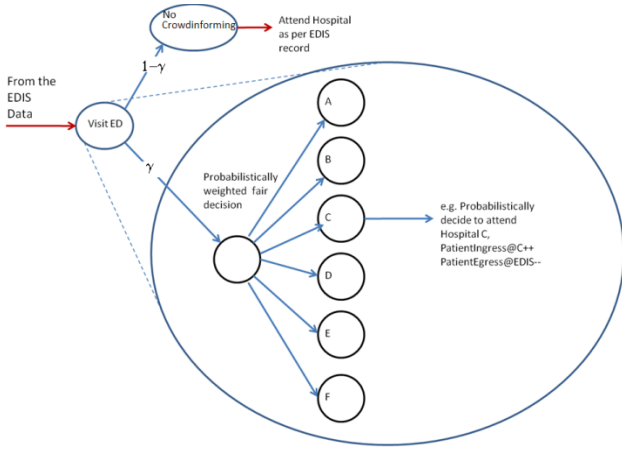 No
Crowdinforming
Attend Hospital
as per EDIS
record
1−γ
From the
EDIS
Data
Visit ED
γ
Probabilistically
weighted fair
decision
A
B
C
D
E
F
e.g. Probabilistically
decide to attend
Hospital C,
PatientIngress@C++
PatientEgress@EDIS--